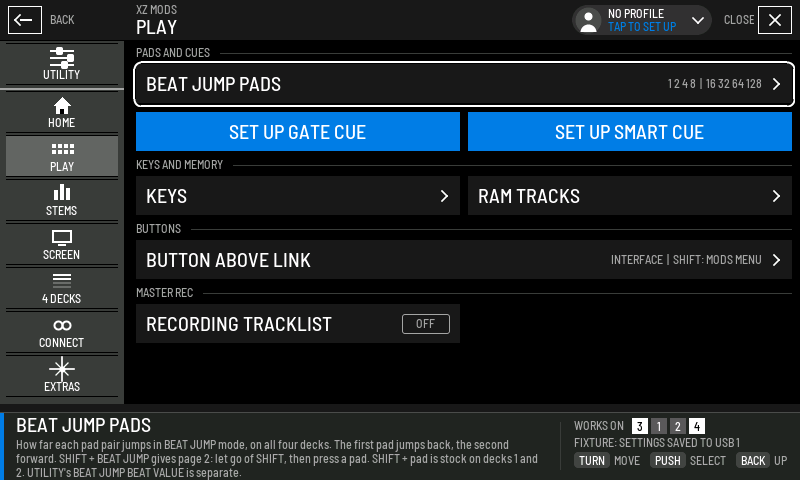 BACK
XZ MODS
PLAY
NO PROFILE
TAP TO SET UP
CLOSE
UTILITY
HOME
PLAY
STEMS
SCREEN
4 DECKS
CONNECT
EXTRAS
PADS AND CUES
BEAT JUMP PADS
1 2 4 8 | 16 32 64 128
SET UP GATE CUE
SET UP SMART CUE
KEYS AND MEMORY
KEYS
RAM TRACKS
BUTTONS
BUTTON ABOVE LINK
INTERFACE | SHIFT: MODS MENU
MASTER REC
RECORDING TRACKLIST
OFF
BEAT JUMP PADS
How far each pad pair jumps in BEAT JUMP mode, on all four decks. The first pad jumps back, the second
forward. SHIFT + BEAT JUMP gives page 2: let go of SHIFT, then press a pad. SHIFT + pad is stock on decks 1 and
2. UTILITY's BEAT JUMP BEAT VALUE is separate.
WORKS ON 3 1 2 4
FIXTURE: SETTINGS SAVED TO USB 1
TURN MOVE PUSH SELECT BACK UP